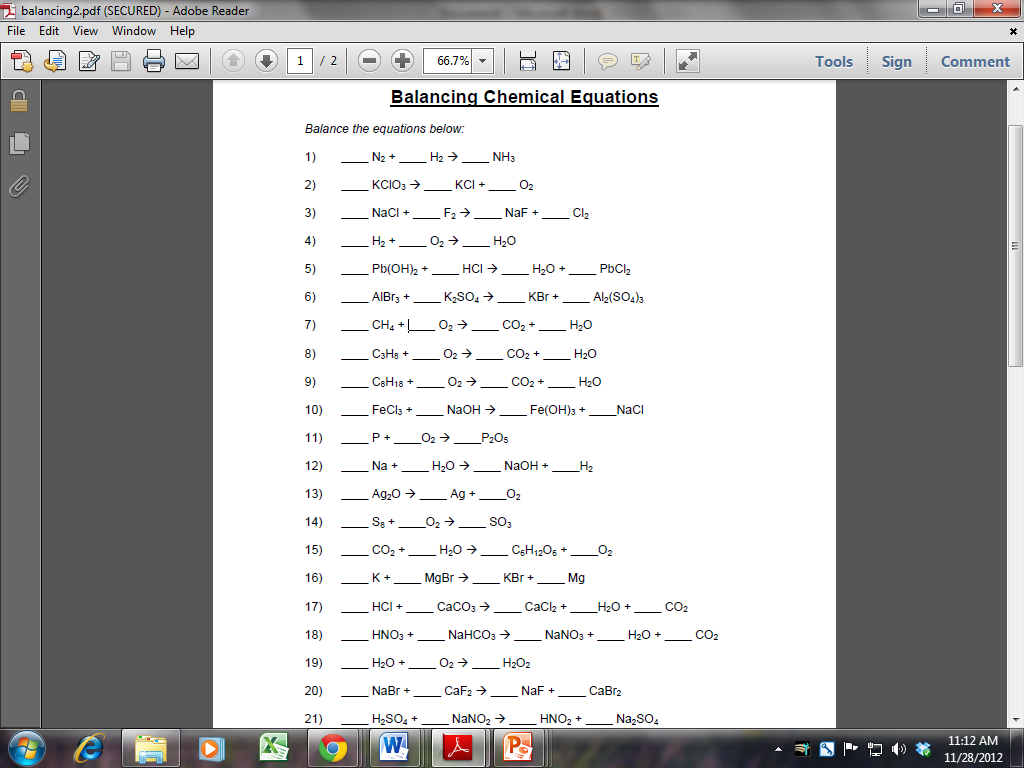 balancing2.pdf (SECURED) - Adobe Reader
File Edit View Window Help
1 / 2 66.7% Tools Sign Comment
Balancing Chemical Equations
Balance the equations below:
1) ____ N₂ + ____ H₂ → ____ NH₃
2) ____ KClO₃ → ____ KCl + ____ O₂
3) ____ NaCl + ____ F₂ → ____ NaF + ____ Cl₂
4) ____ H₂ + ____ O₂ → ____ H₂O
5) ____ Pb(OH)₂ + ____ HCl → ____ H₂O + ____ PbCl₂
6) ____ AlBr₃ + ____ K₂SO₄ → ____ KBr + ____ Al₂(SO₄)₃
7) ____ CH₄ + ____ O₂ → ____ CO₂ + ____ H₂O
8) ____ C₃H₈ + ____ O₂ → ____ CO₂ + ____ H₂O
9) ____ C₈H₁₈ + ____ O₂ → ____ CO₂ + ____ H₂O
10) ____ FeCl₃ + ____ NaOH → ____ Fe(OH)₃ + ____NaCl
11) ____ P + ____O₂ → ____P₂O₅
12) ____ Na + ____ H₂O → ____ NaOH + ____H₂
13) ____ Ag₂O → ____ Ag + ____O₂
14) ____ S₈ + ____O₂ → ____ SO₃
15) ____ CO₂ + ____ H₂O → ____ C₆H₁₂O₆ + ____O₂
16) ____ K + ____ MgBr → ____ KBr + ____ Mg
17) ____ HCl + ____ CaCO₃ → ____ CaCl₂ + ____H₂O + ____ CO₂
18) ____ HNO₃ + ____ NaHCO₃ → ____ NaNO₃ + ____ H₂O + ____ CO₂
19) ____ H₂O + ____ O₂ → ____ H₂O₂
20) ____ NaBr + ____ CaF₂ → ____ NaF + ____ CaBr₂
21) ____ H₂SO₄ + ____ NaNO₂ → ____ HNO₂ + ____ Na₂SO₄
11:12 AM
11/28/2012